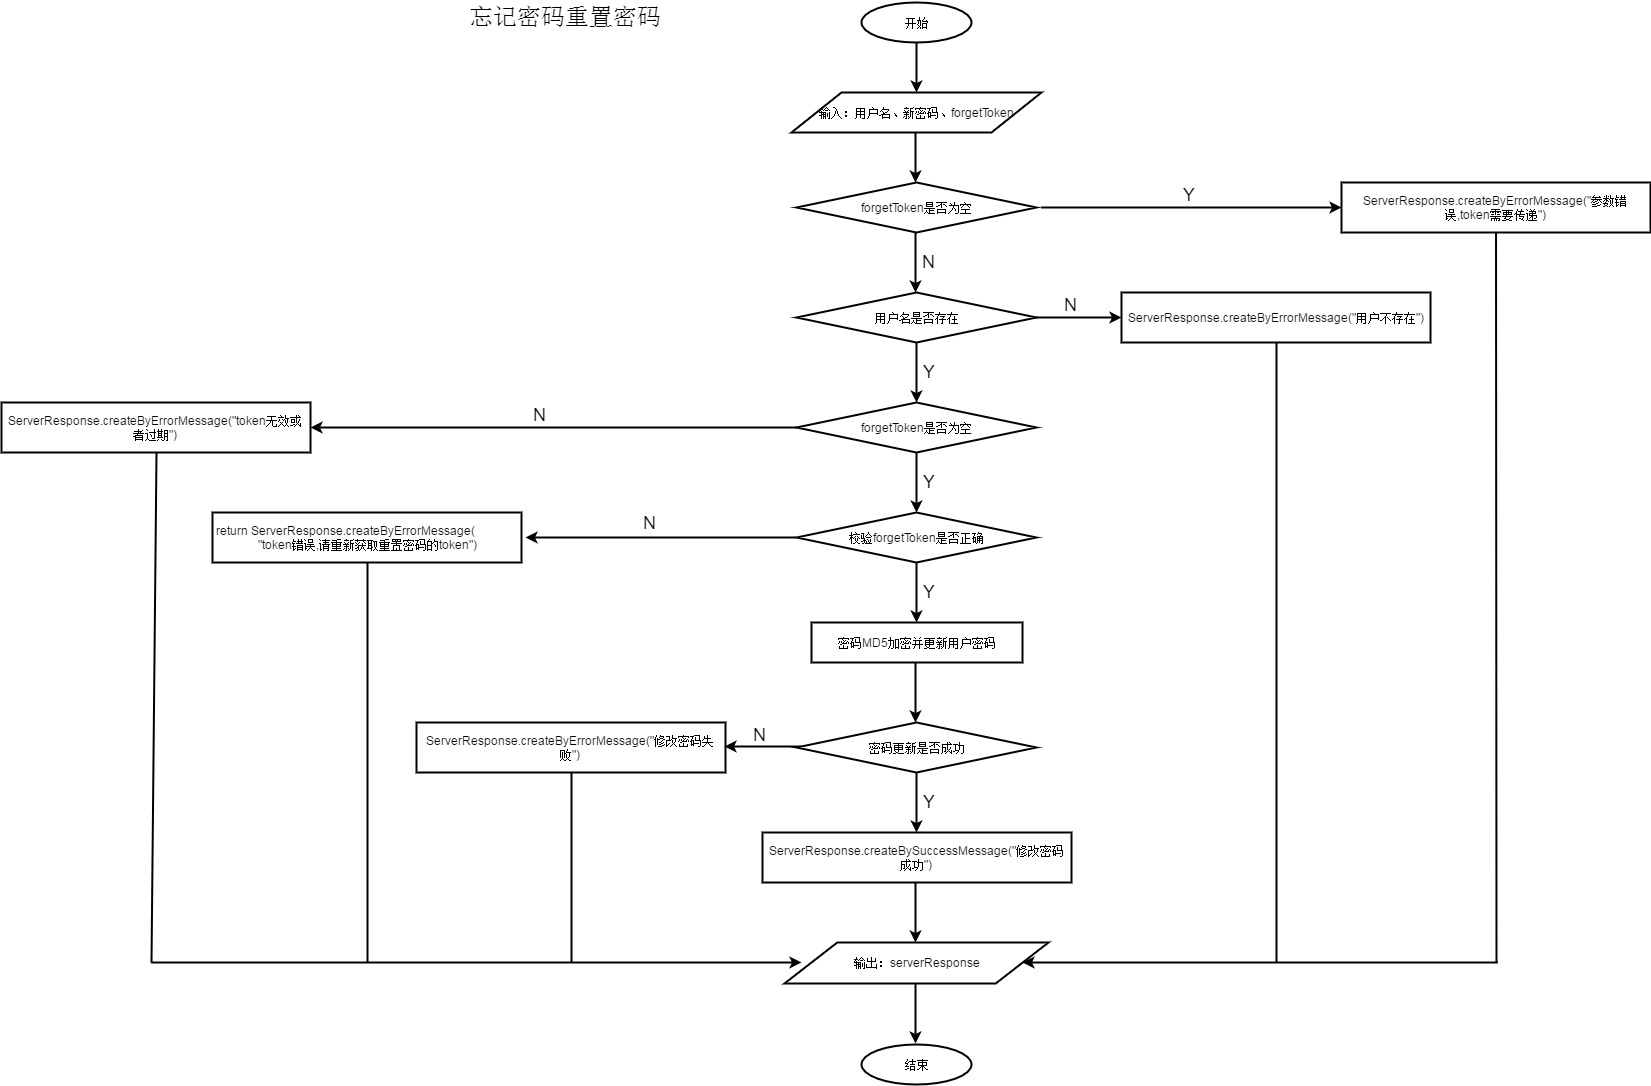 忘记密码重置密码
开始
输入：用户名、新密码、forgetToken
forgetToken是否为空
Y
ServerResponse.createByErrorMessage("参数错
误,token需要传递")
N
用户名是否存在
N
ServerResponse.createByErrorMessage("用户不存在")
Y
forgetToken是否为空
N
ServerResponse.createByErrorMessage("token无效或
者过期")
Y
校验forgetToken是否正确
N
return ServerResponse.createByErrorMessage(
"token错误,请重新获取重置密码的token")
Y
密码MD5加密并更新用户密码
密码更新是否成功
N
ServerResponse.createByErrorMessage("修改密码失
败")
Y
ServerResponse.createBySuccessMessage("修改密码
成功")
输出：serverResponse
结束